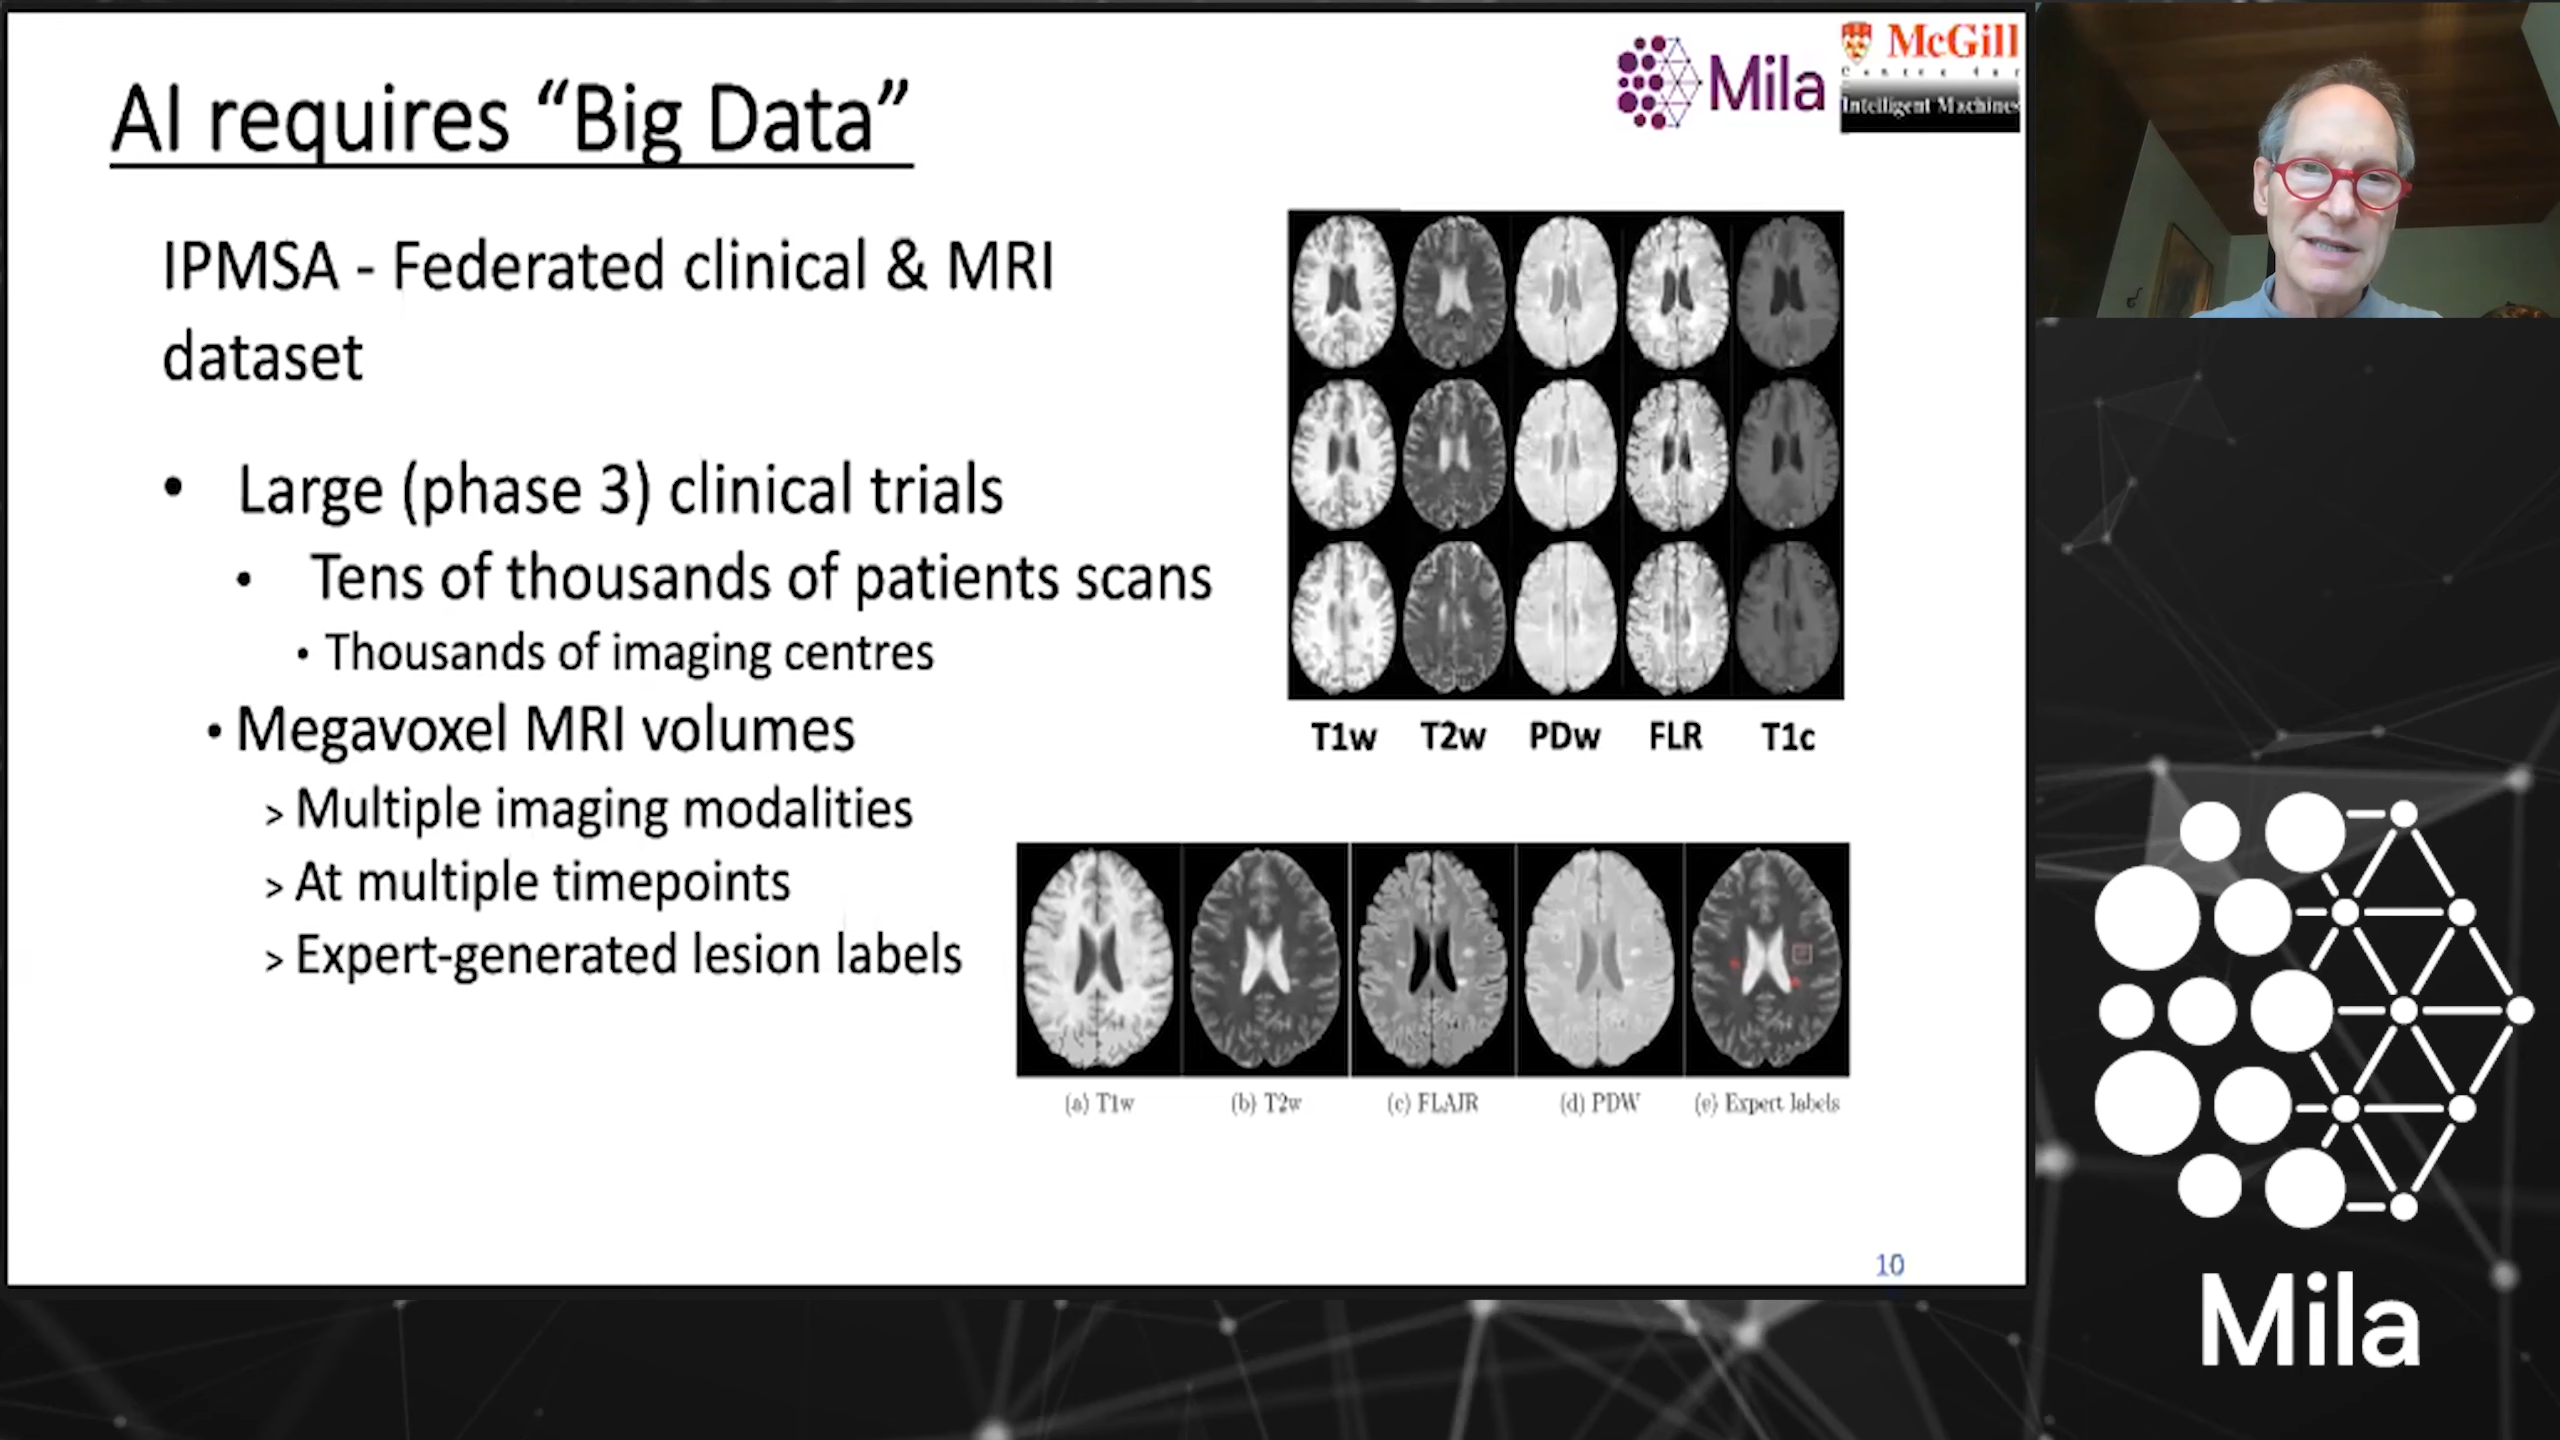 AI requires “Big Data”
Mila
McGill
Centre for
Intelligent Machines
IPMSA - Federated clinical & MRI
dataset
• Large (phase 3) clinical trials
• Tens of thousands of patients scans
• Thousands of imaging centres
• Megavoxel MRI volumes
> Multiple imaging modalities
> At multiple timepoints
> Expert-generated lesion labels
T1w T2w PDw FLR T1c
(a) T1w (b) T2w (c) FLAIR (d) PDW (e) Expert labels
10
Mila